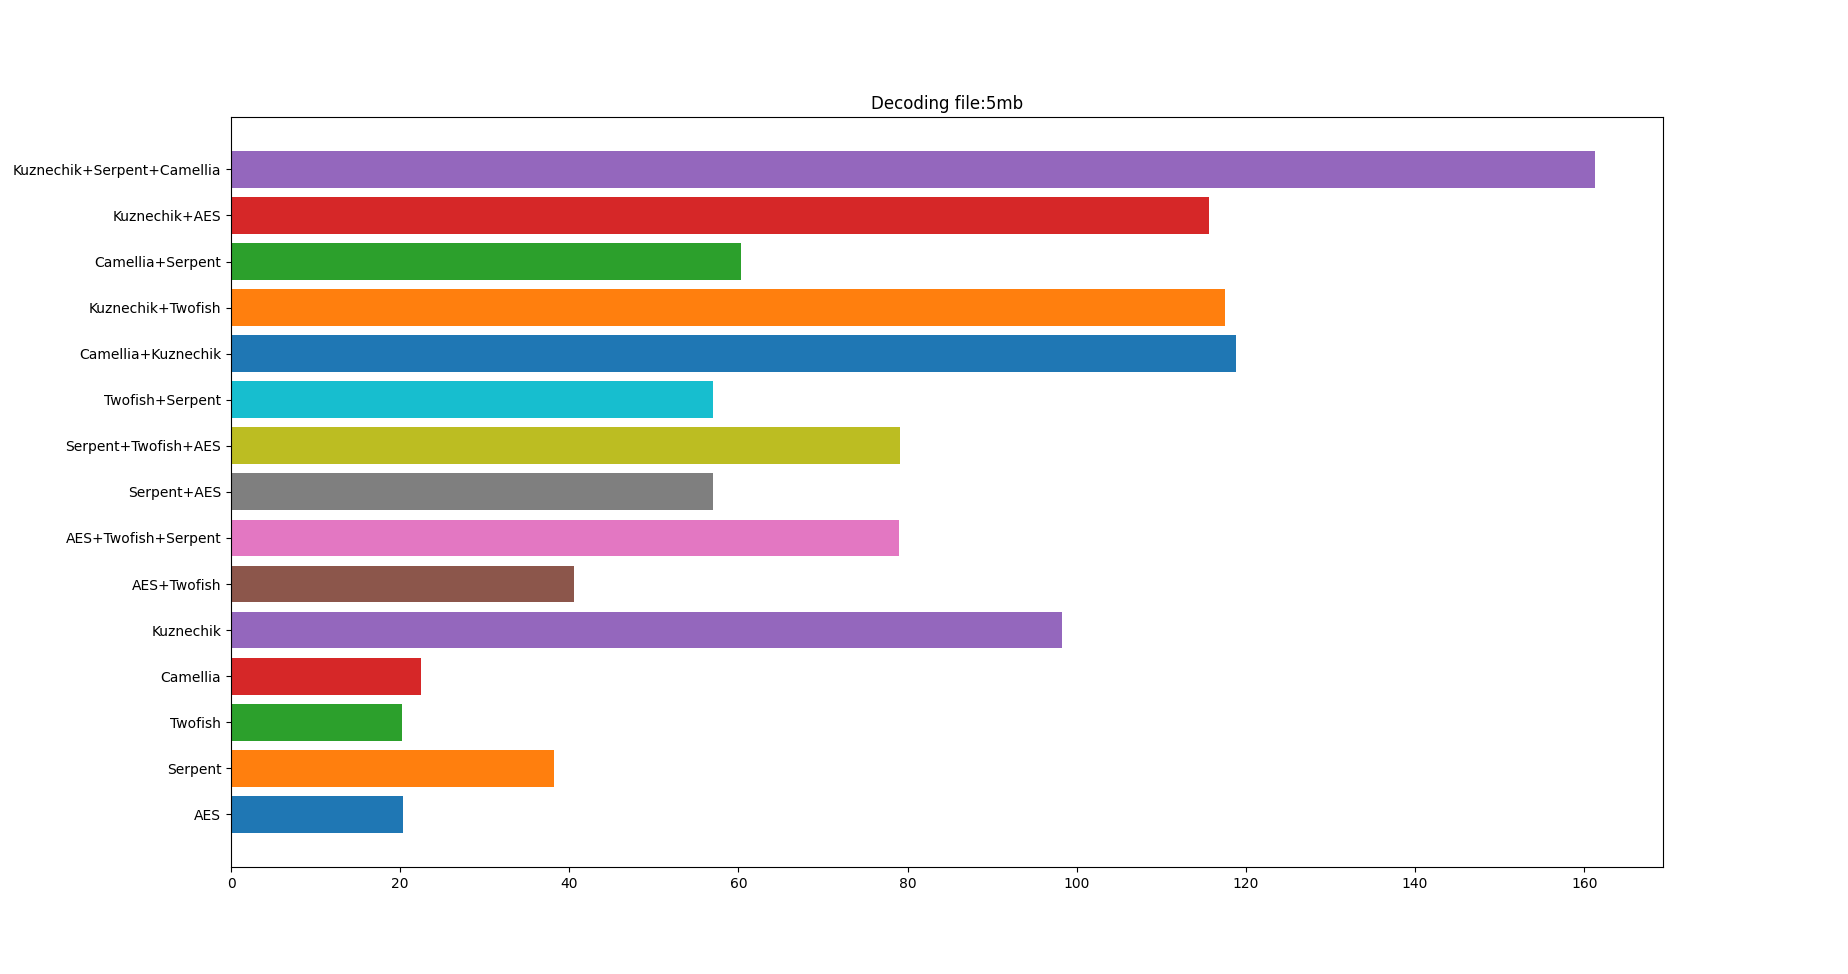 Decoding file:5mb
Kuznechik+Serpent+Camellia
Kuznechik+AES
Camellia+Serpent
Kuznechik+Twofish
Camellia+Kuznechik
Twofish+Serpent
Serpent+Twofish+AES
Serpent+AES
AES+Twofish+Serpent
AES+Twofish
Kuznechik
Camellia
Twofish
Serpent
AES
0 20 40 60 80 100 120 140 160